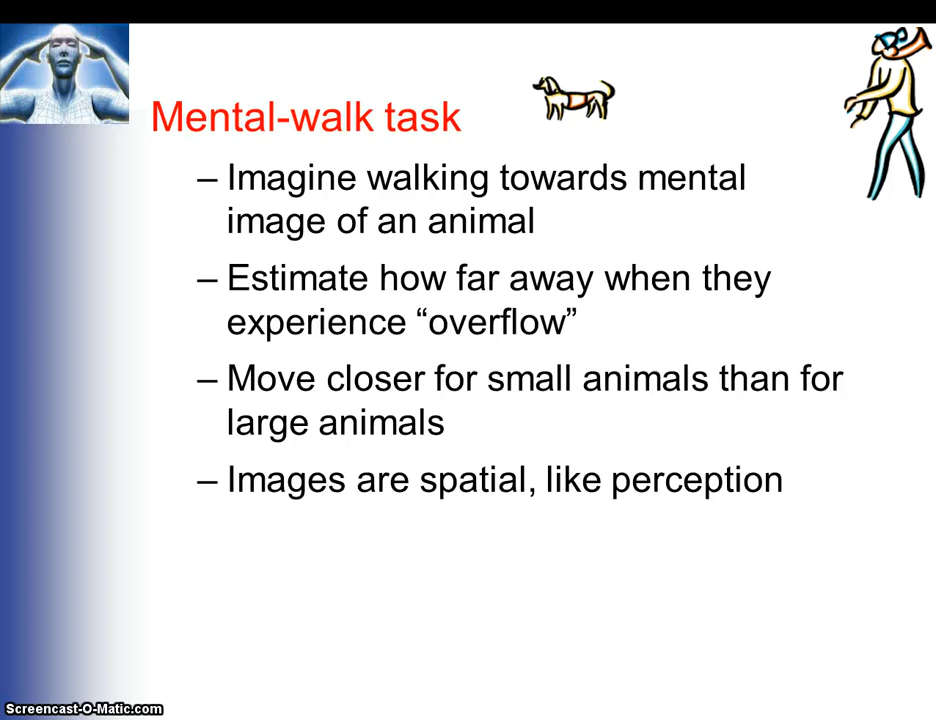 Mental-walk task
– Imagine walking towards mental
image of an animal
– Estimate how far away when they
experience “overflow”
– Move closer for small animals than for
large animals
– Images are spatial, like perception
Screencast-O-Matic.com